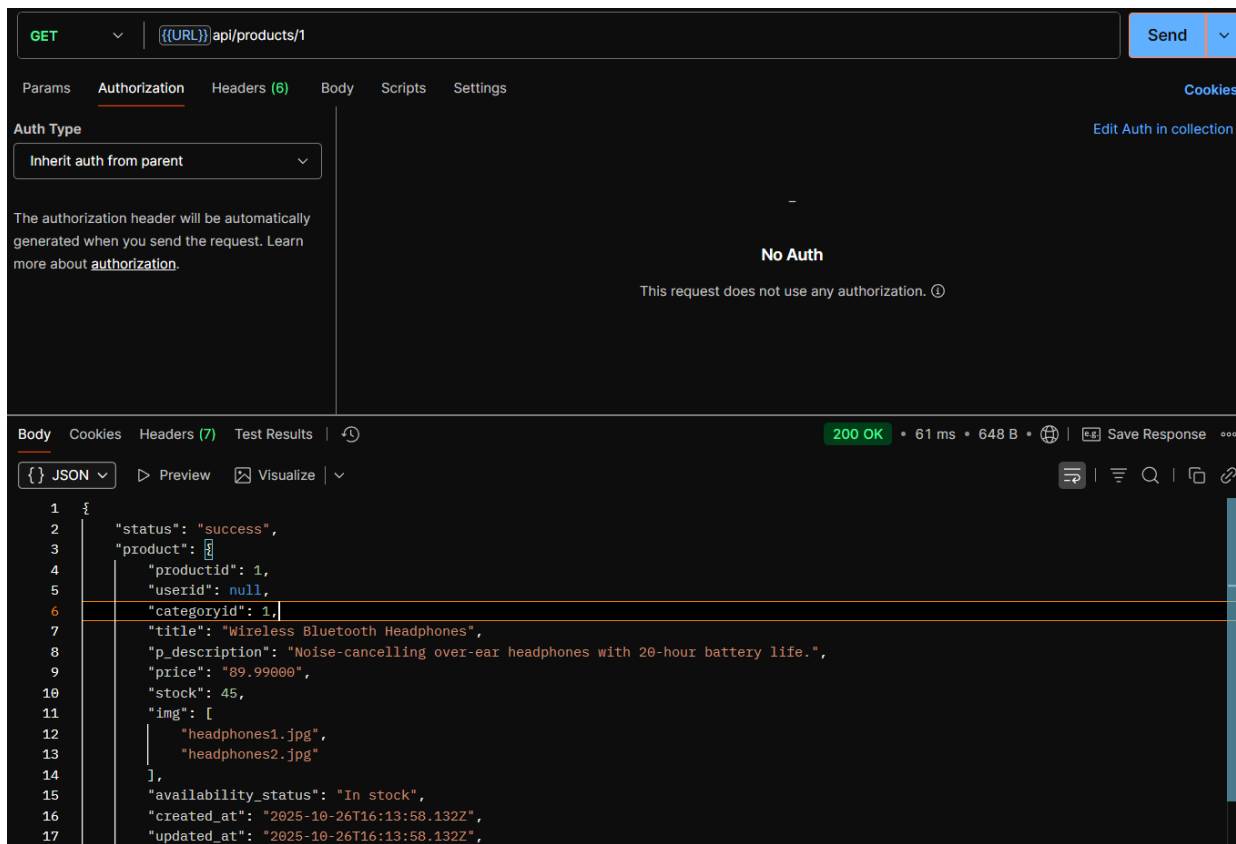 GET {{URL}}api/products/1 Send
Params Authorization Headers (6) Body Scripts Settings Cookies
Auth Type Edit Auth in collection
Inherit auth from parent
The authorization header will be automatically
generated when you send the request. Learn
more about authorization.
No Auth
This request does not use any authorization.
Body Cookies Headers (7) Test Results 200 OK • 61 ms • 648 B • e.g. Save Response
{} JSON Preview Visualize
1 {
2 "status": "success",
3 "product": {
4 "productid": 1,
5 "userid": null,
6 "categoryid": 1,
7 "title": "Wireless Bluetooth Headphones",
8 "p_description": "Noise-cancelling over-ear headphones with 20-hour battery life.",
9 "price": "89.99000",
10 "stock": 45,
11 "img": [
12 "headphones1.jpg",
13 "headphones2.jpg"
14 ],
15 "availability_status": "In stock",
16 "created_at": "2025-10-26T16:13:58.132Z",
17 "updated_at": "2025-10-26T16:13:58.132Z",